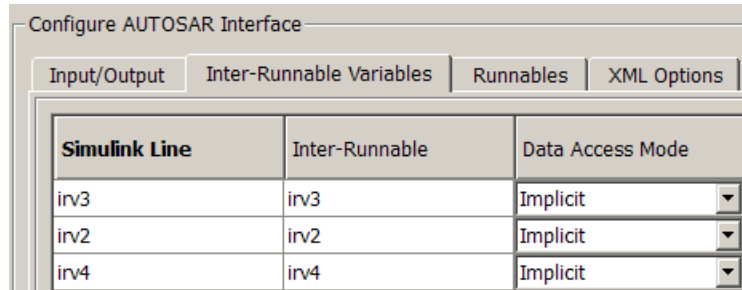 Configure AUTOSAR Interface
Input/Output Inter-Runnable Variables Runnables XML Options
Simulink Line Inter-Runnable Data Access Mode
irv3 irv3 Implicit
irv2 irv2 Implicit
irv4 irv4 Implicit